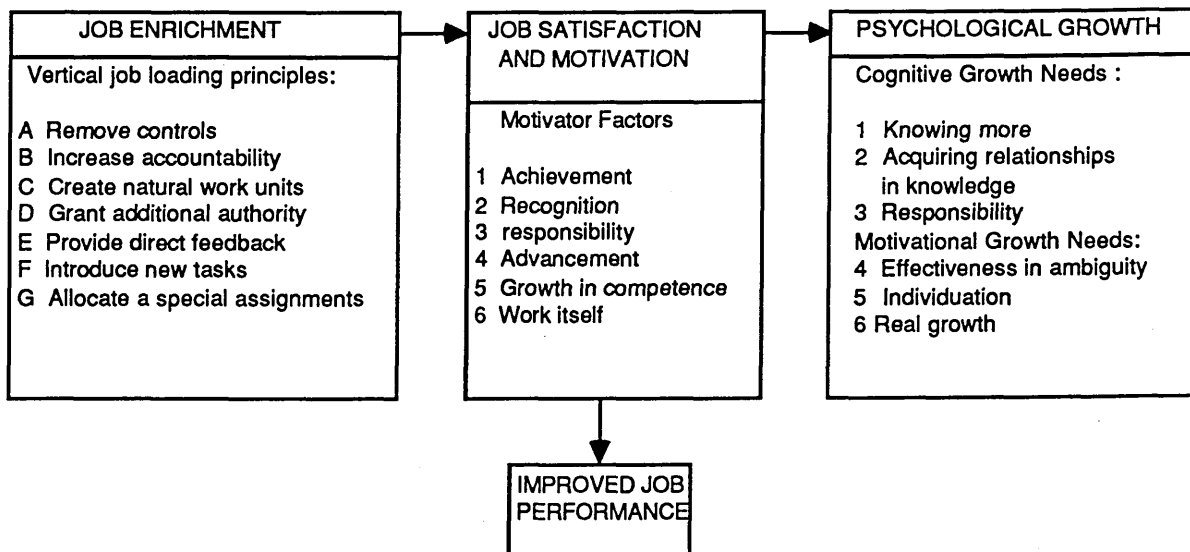 JOB ENRICHMENT
Vertical job loading principles:
A Remove controls
B Increase accountability
C Create natural work units
D Grant additional authority
E Provide direct feedback
F Introduce new tasks
G Allocate a special assignments
JOB SATISFACTION
AND MOTIVATION
Motivator Factors
1 Achievement
2 Recognition
3 responsibility
4 Advancement
5 Growth in competence
6 Work itself
PSYCHOLOGICAL GROWTH
Cognitive Growth Needs :
1 Knowing more
2 Acquiring relationships
in knowledge
3 Responsibility
Motivational Growth Needs:
4 Effectiveness in ambiguity
5 Individuation
6 Real growth
IMPROVED JOB
PERFORMANCE